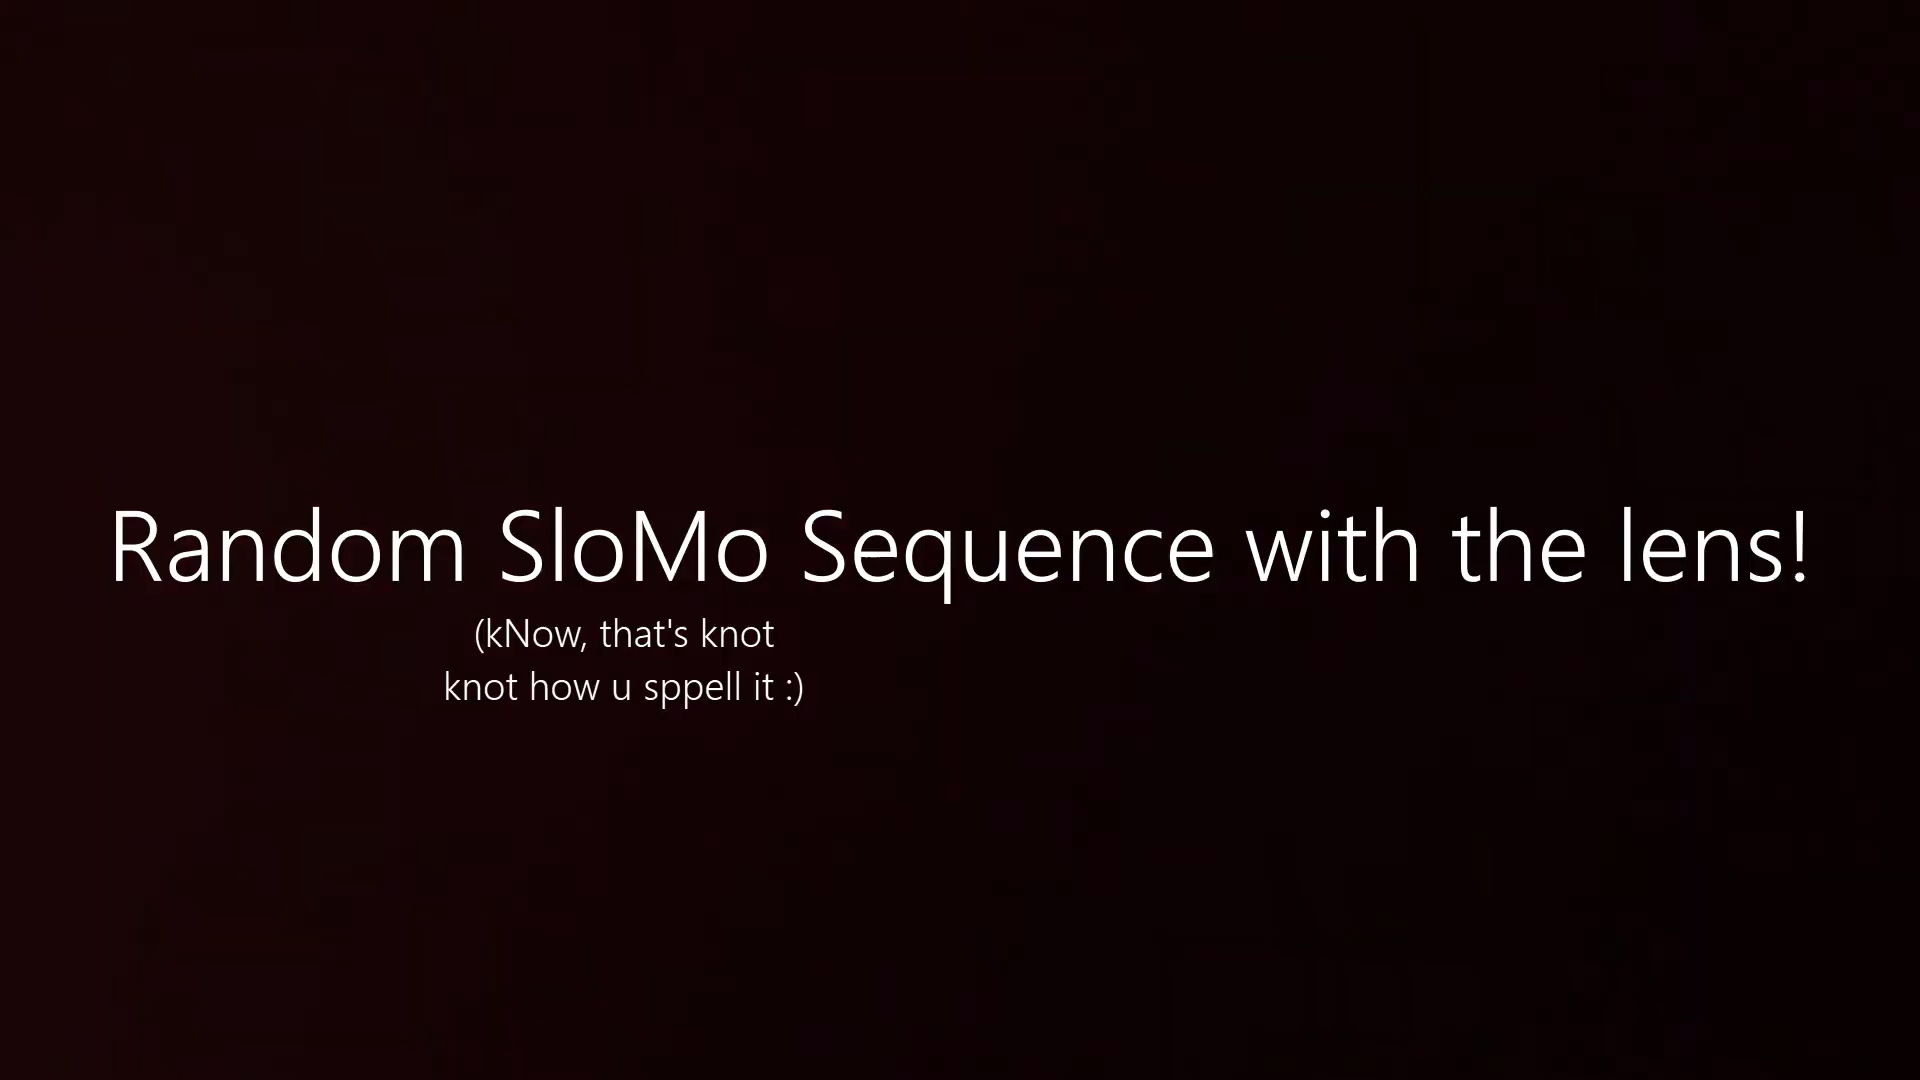 Random SloMo Sequence with the lens!
(kNow, that's knot
knot how u sppell it :)